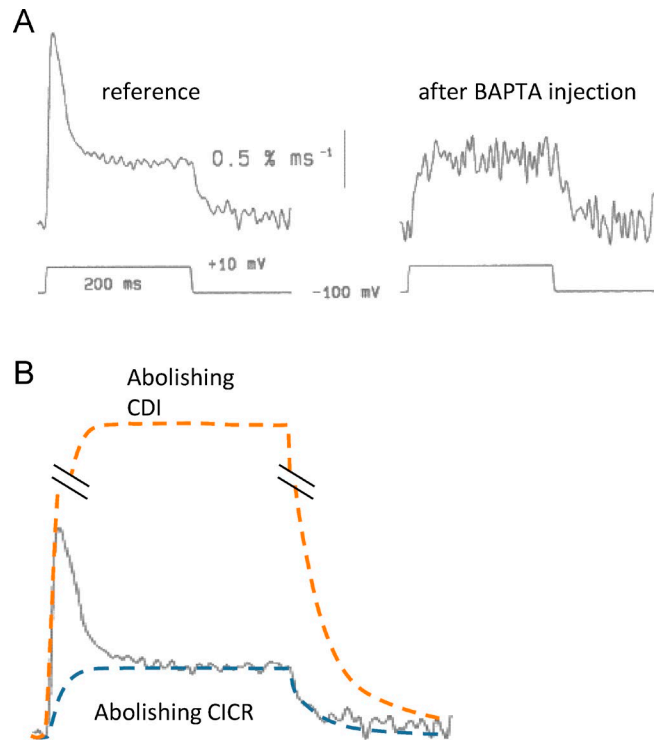 A
reference
after BAPTA injection
0.5 % ms⁻¹
+10 mV
200 ms
-100 mV
B
Abolishing
CDI
Abolishing CICR